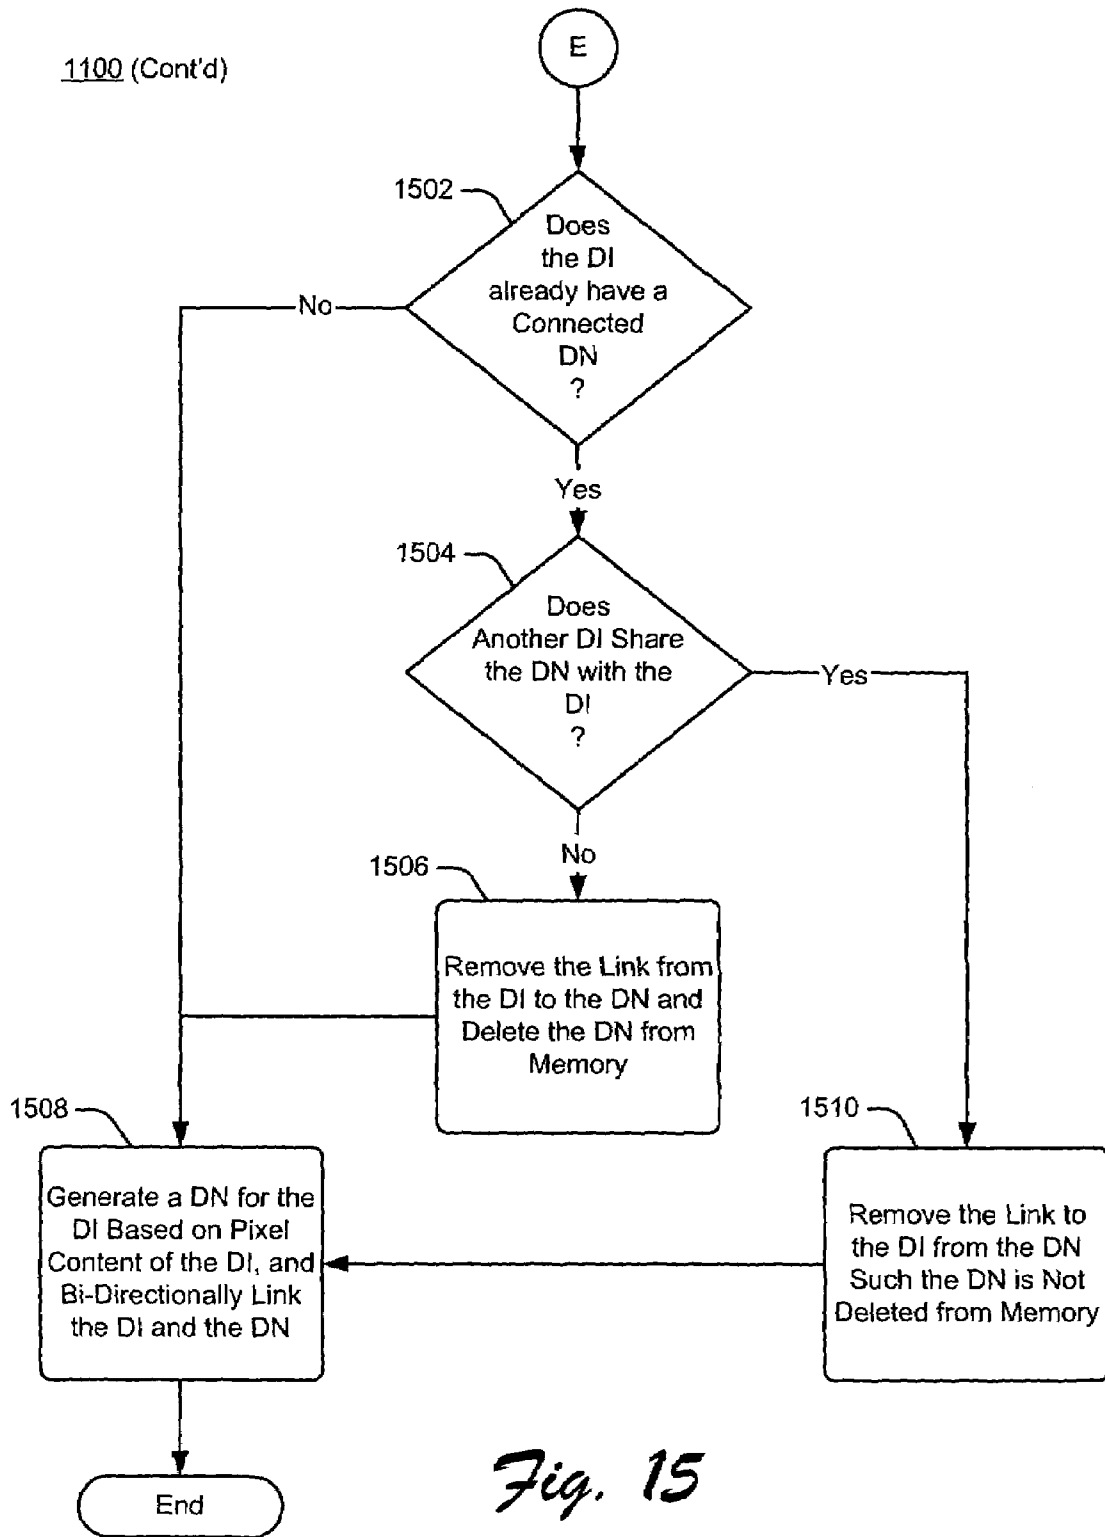 E
1100 (Cont'd)
1502
Does
the DI
already have a
Connected
DN
?
No
Yes
1504
Does
Another DI Share
the DN with the
DI
?
Yes
No
1506
Remove the Link from
the DI to the DN and
Delete the DN from
Memory
1508
Generate a DN for the
DI Based on Pixel
Content of the DI, and
Bi-Directionally Link
the DI and the DN
1510
Remove the Link to
the DI from the DN
Such the DN is Not
Deleted from Memory
End
Fig. 15